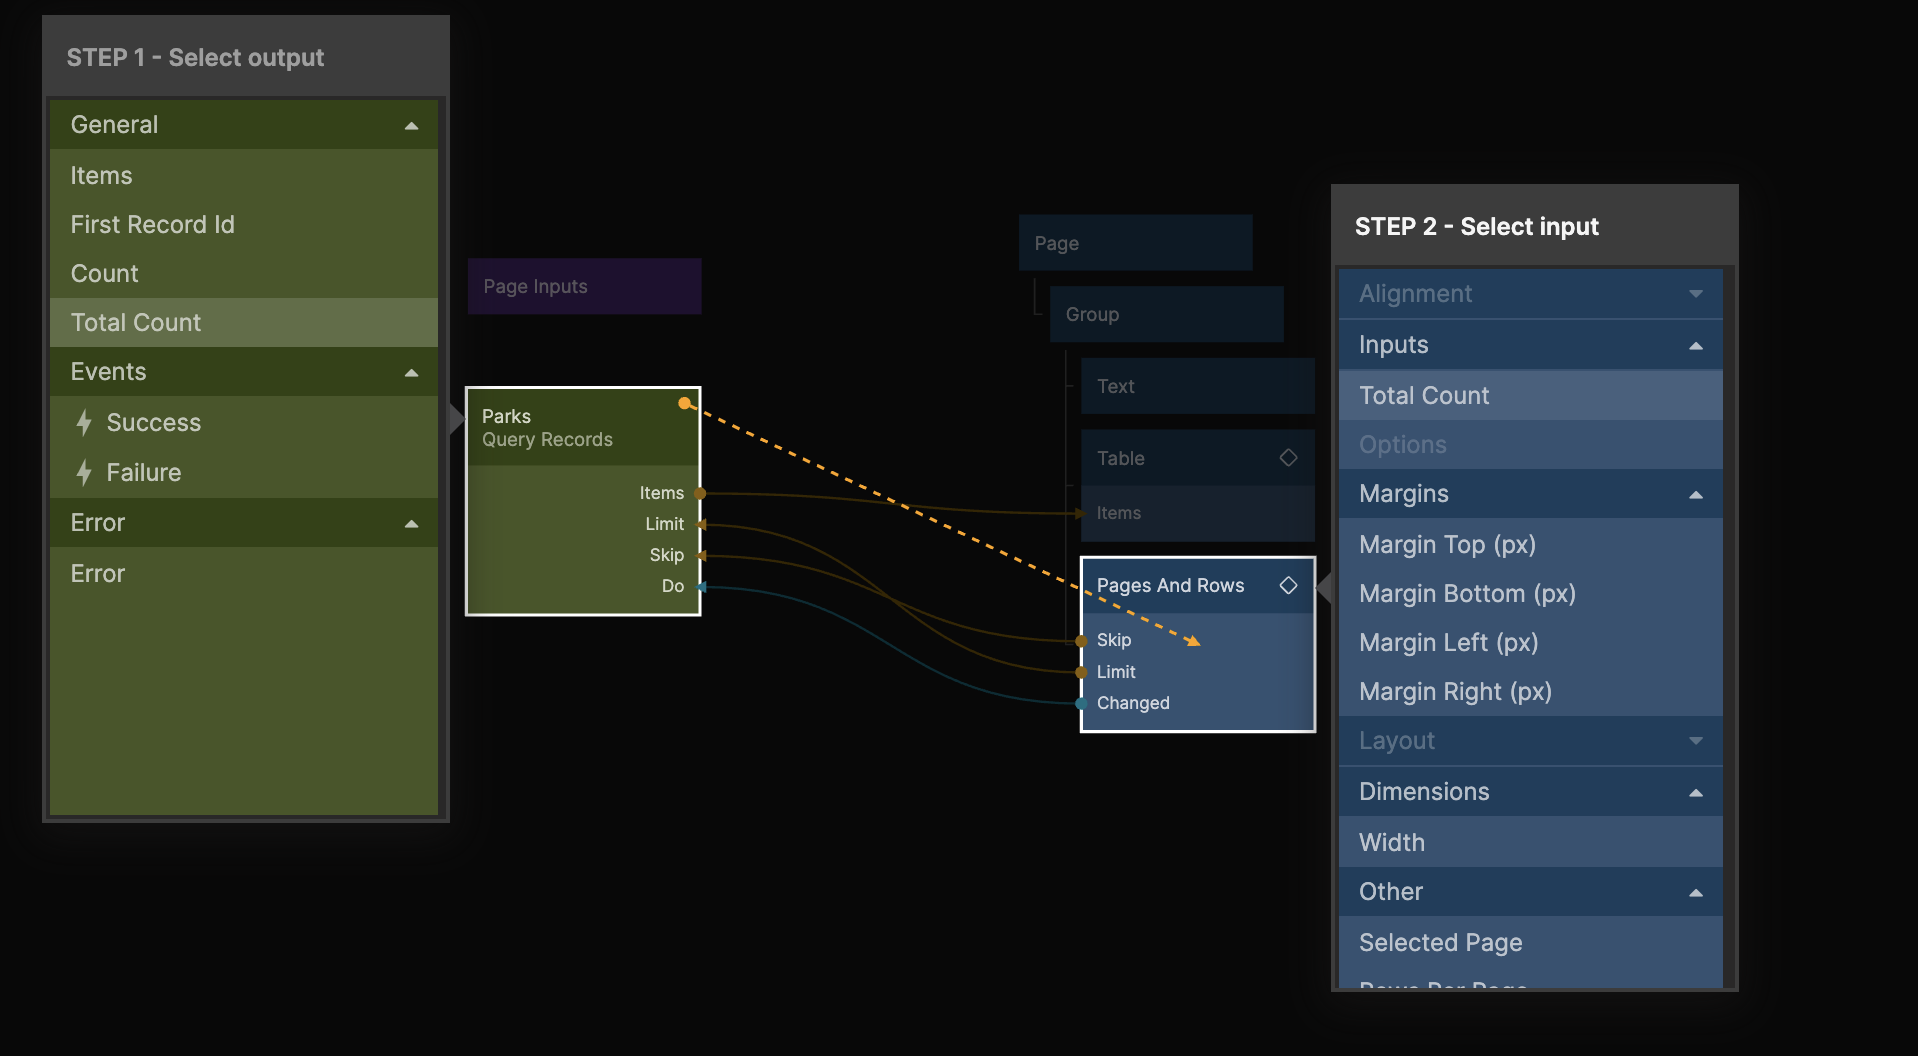 STEP 1 - Select output
General
Items
First Record Id
Count
Total Count
Events
Success
Failure
Error
Error
Page Inputs
Parks
Query Records
Items
Limit
Skip
Do
Page
Group
Text
Table
Items
Pages And Rows
Skip
Limit
Changed
STEP 2 - Select input
Alignment
Inputs
Total Count
Options
Margins
Margin Top (px)
Margin Bottom (px)
Margin Left (px)
Margin Right (px)
Layout
Dimensions
Width
Other
Selected Page
Rows Per Page